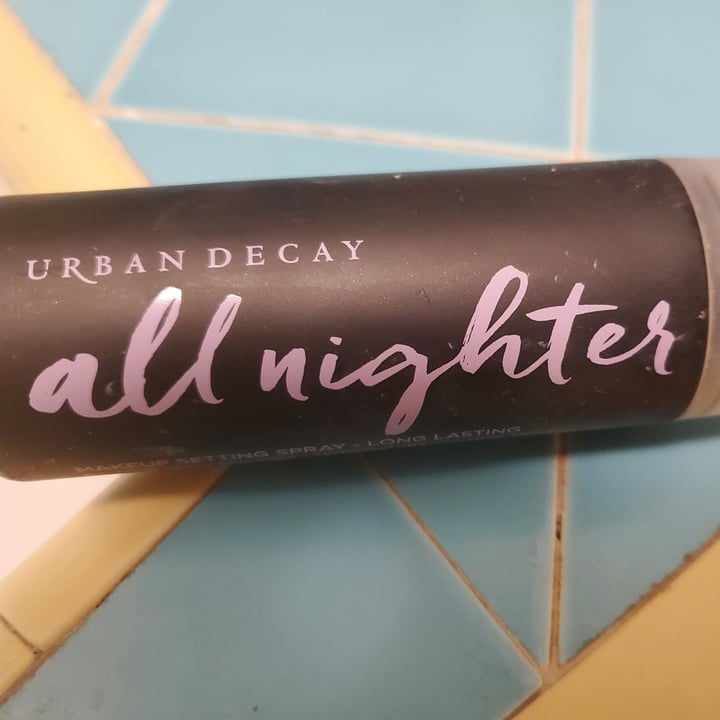 URBAN DECAY
all nighter
MAKEUP SETTING SPRAY - LONG LASTING